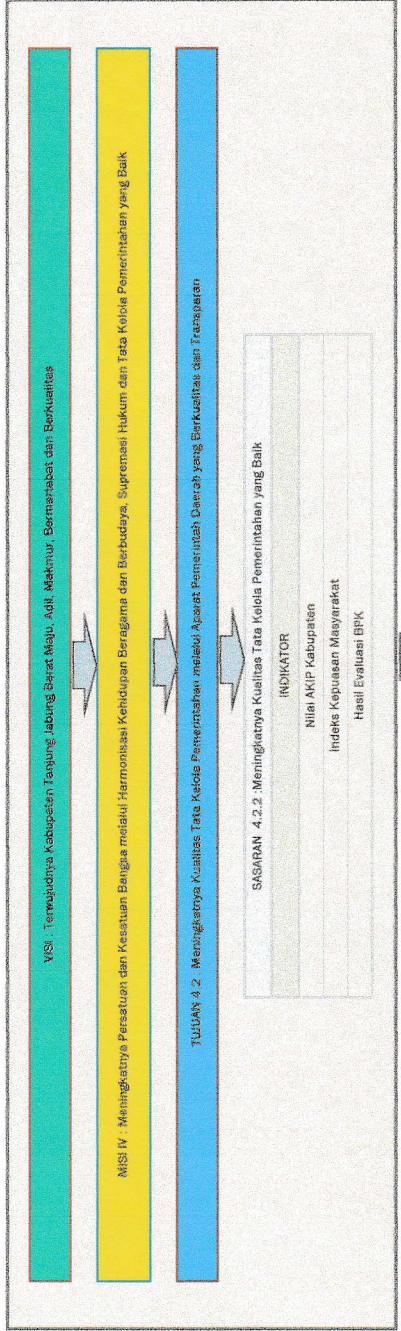 VISI : Terwujudnya Kabupaten Tanjung Jabung Barat Maju, Adil, Makmur, Bermartabat dan Berkualitas
MISI IV : Meningkatnya Persatuan dan Kesatuan Bangsa melalui Harmonisasi Kehidupan Beragama dan Berbudaya, Supremasi Hukum dan Tata Kelola Pemerintahan yang Baik
TUJUAN 4.2 : Meningkatnya Kualitas Tata Kelola Pemerintahan melalui Aparat Pemerintah Daerah yang Berkualitas dan Transparan
SASARAN 4.2.2 :Meningkatnya Kualitas Tata Kelola Pemerintahan yang Baik
INDIKATOR
Nilai AKIP Kabupaten
Indeks Kepuasan Masyarakat
Hasil Evaluasi BPK